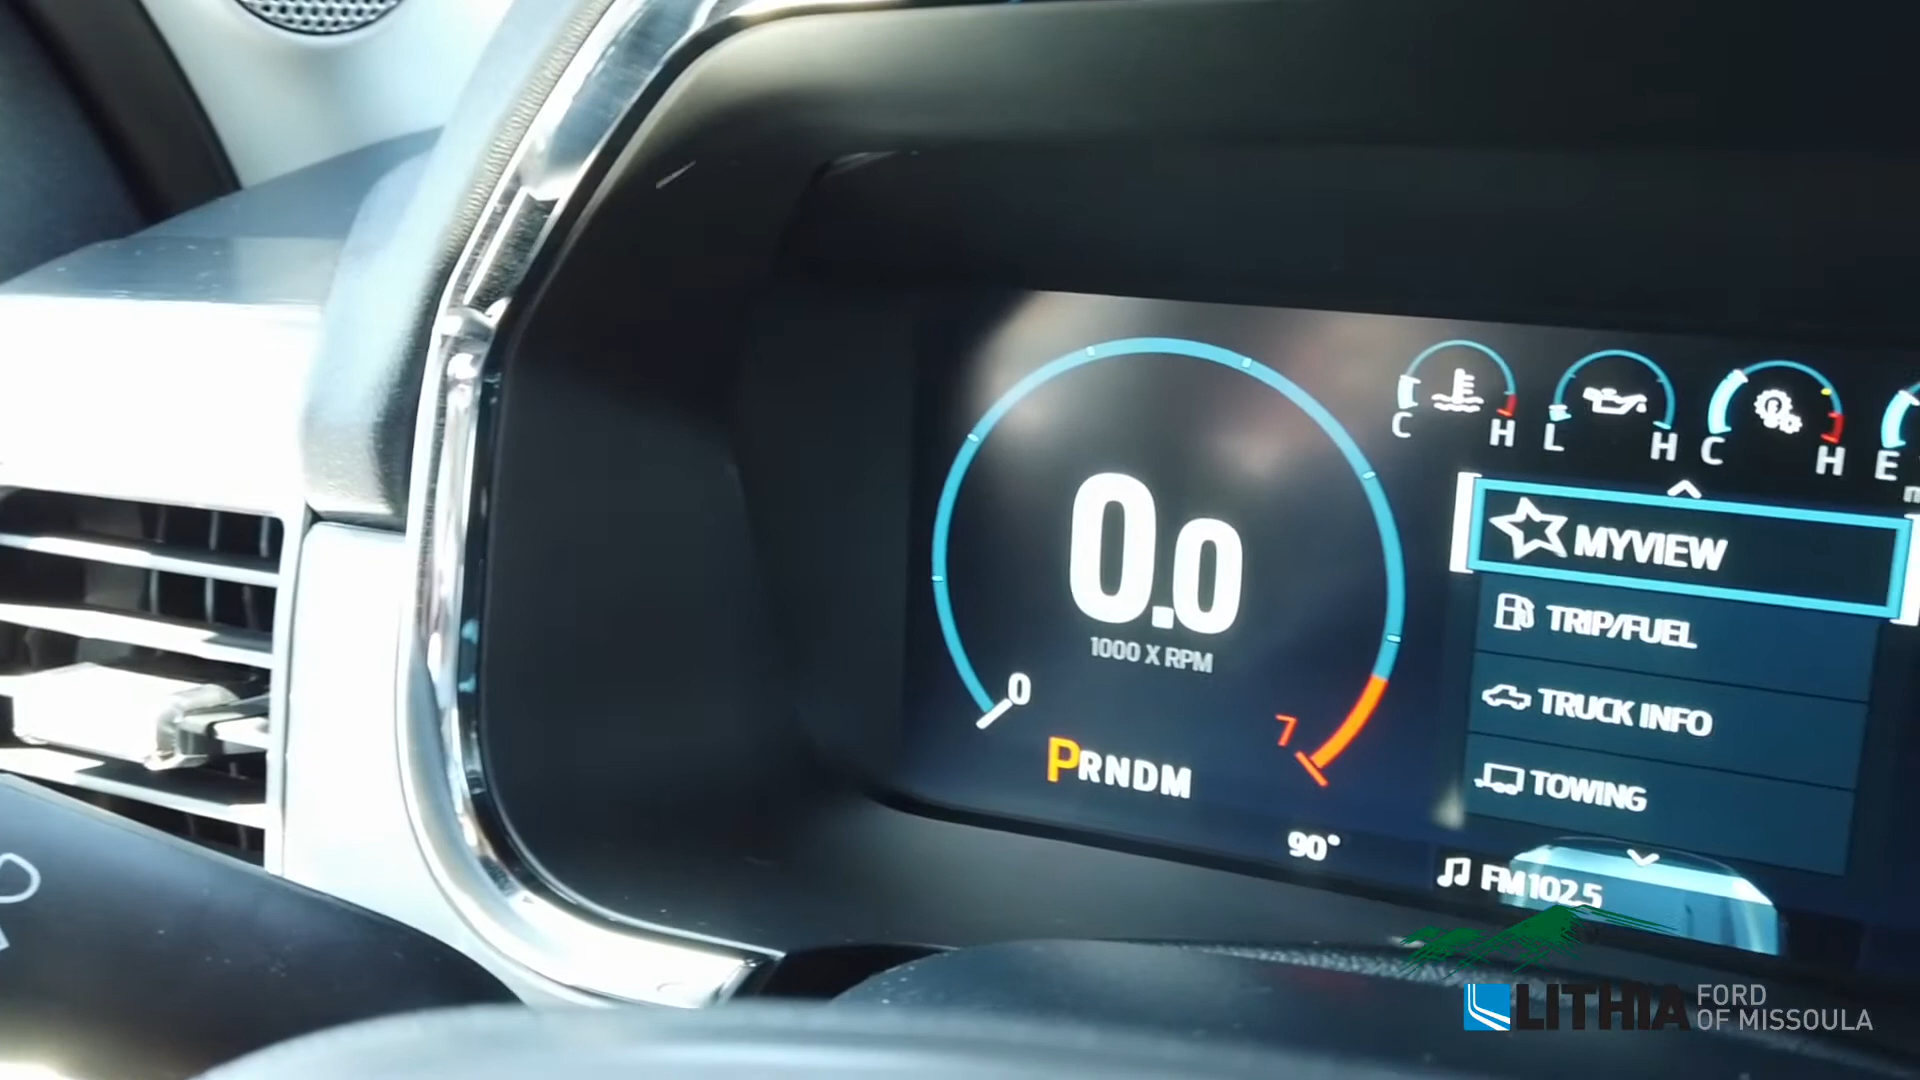 C H L H C H E
MYVIEW
TRIP/FUEL
TRUCK INFO
TOWING
0.0
1000 X RPM
0
7
PRNDM
90°
FM 102.5
LITHIA FORD
OF MISSOULA